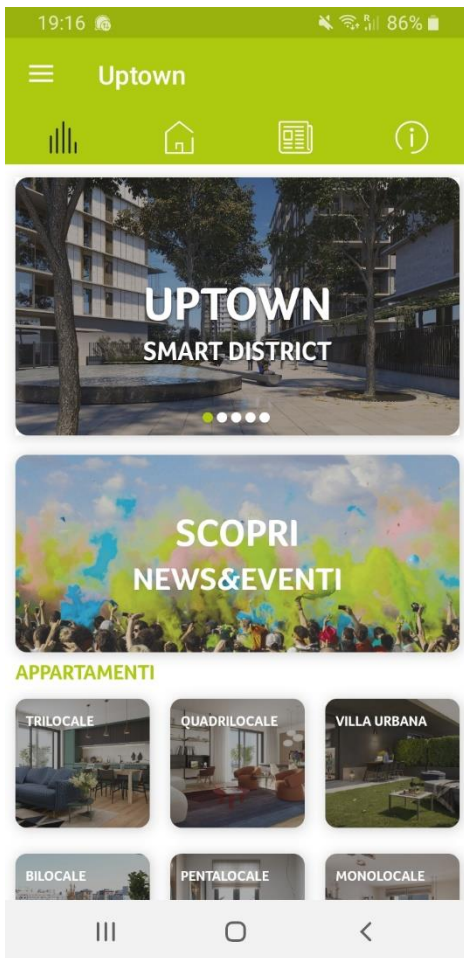 19:16
86%
Uptown
UPTOWN
SMART DISTRICT
SCOPRI
NEWS&EVENTI
APPARTAMENTI
TRILOCALE
QUADRILOCALE
VILLA URBANA
BILOCALE
PENTALOCALE
MONOLOCALE